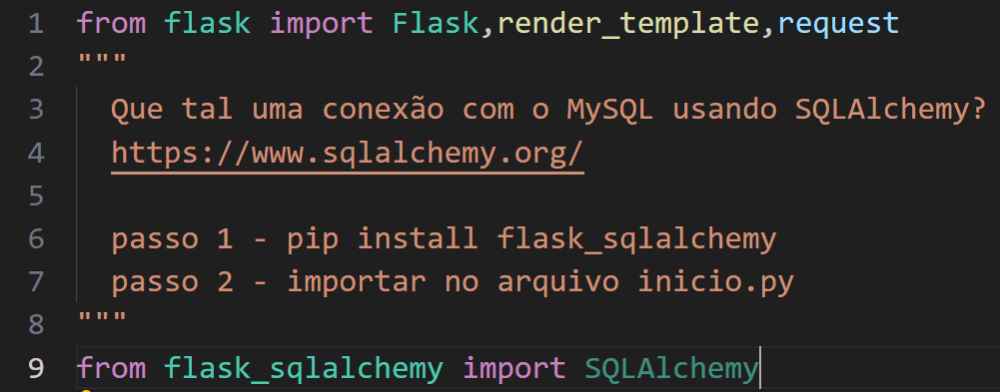 1 from flask import Flask,render_template,request
2 """
3 Que tal uma conexão com o MySQL usando SQLAlchemy?
4 https://www.sqlalchemy.org/
5
6 passo 1 - pip install flask_sqlalchemy
7 passo 2 - importar no arquivo inicio.py
8 """
9 from flask_sqlalchemy import SQLAlchemy